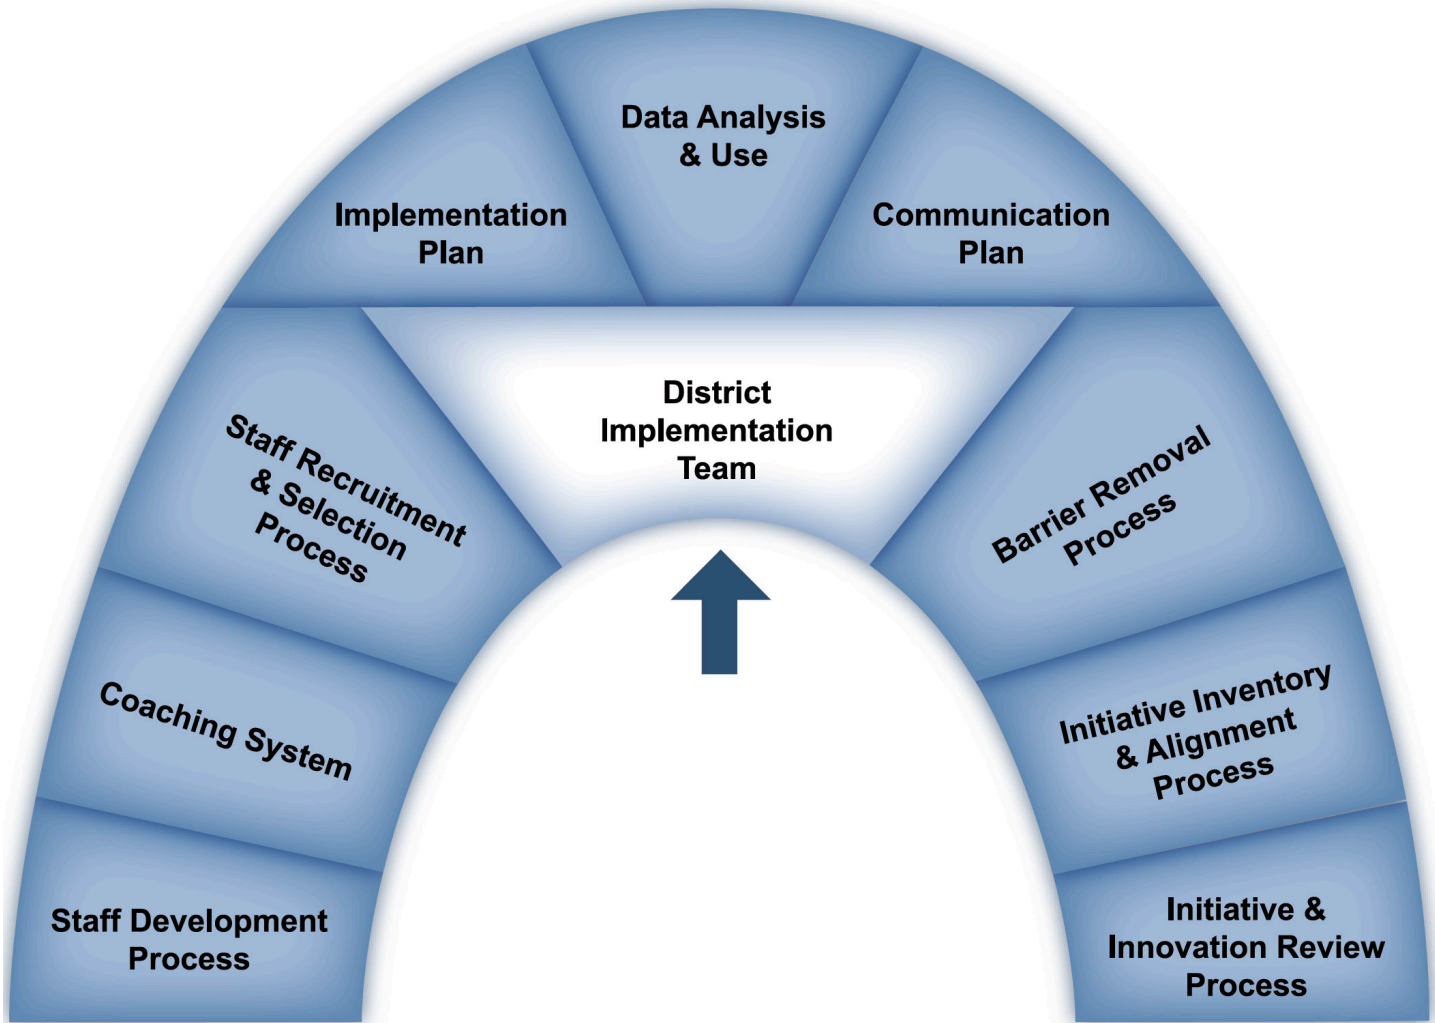 Data Analysis
& Use
Implementation
Plan
Communication
Plan
District
Implementation
Team
Staff Recruitment
& Selection
Process
Barrier Removal
Process
Coaching System
Initiative Inventory
& Alignment
Process
Staff Development
Process
Initiative &
Innovation Review
Process